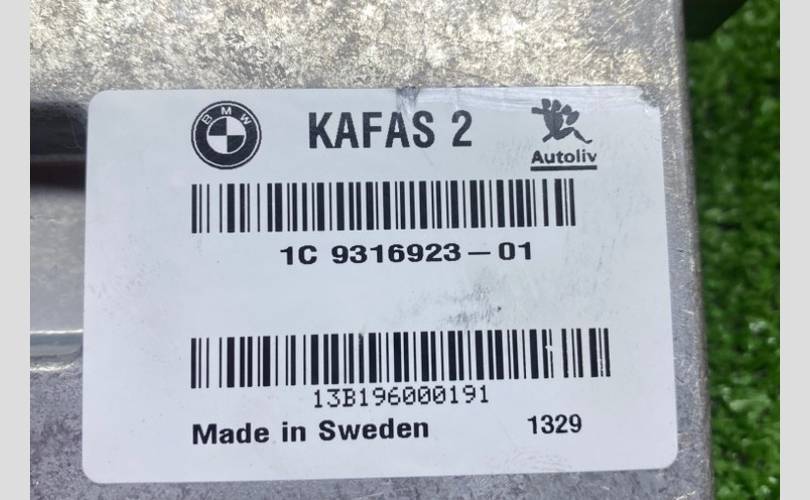 BMW KAFAS 2 Autoliv
1C 9316923-01
13B196000191
Made in Sweden 1329